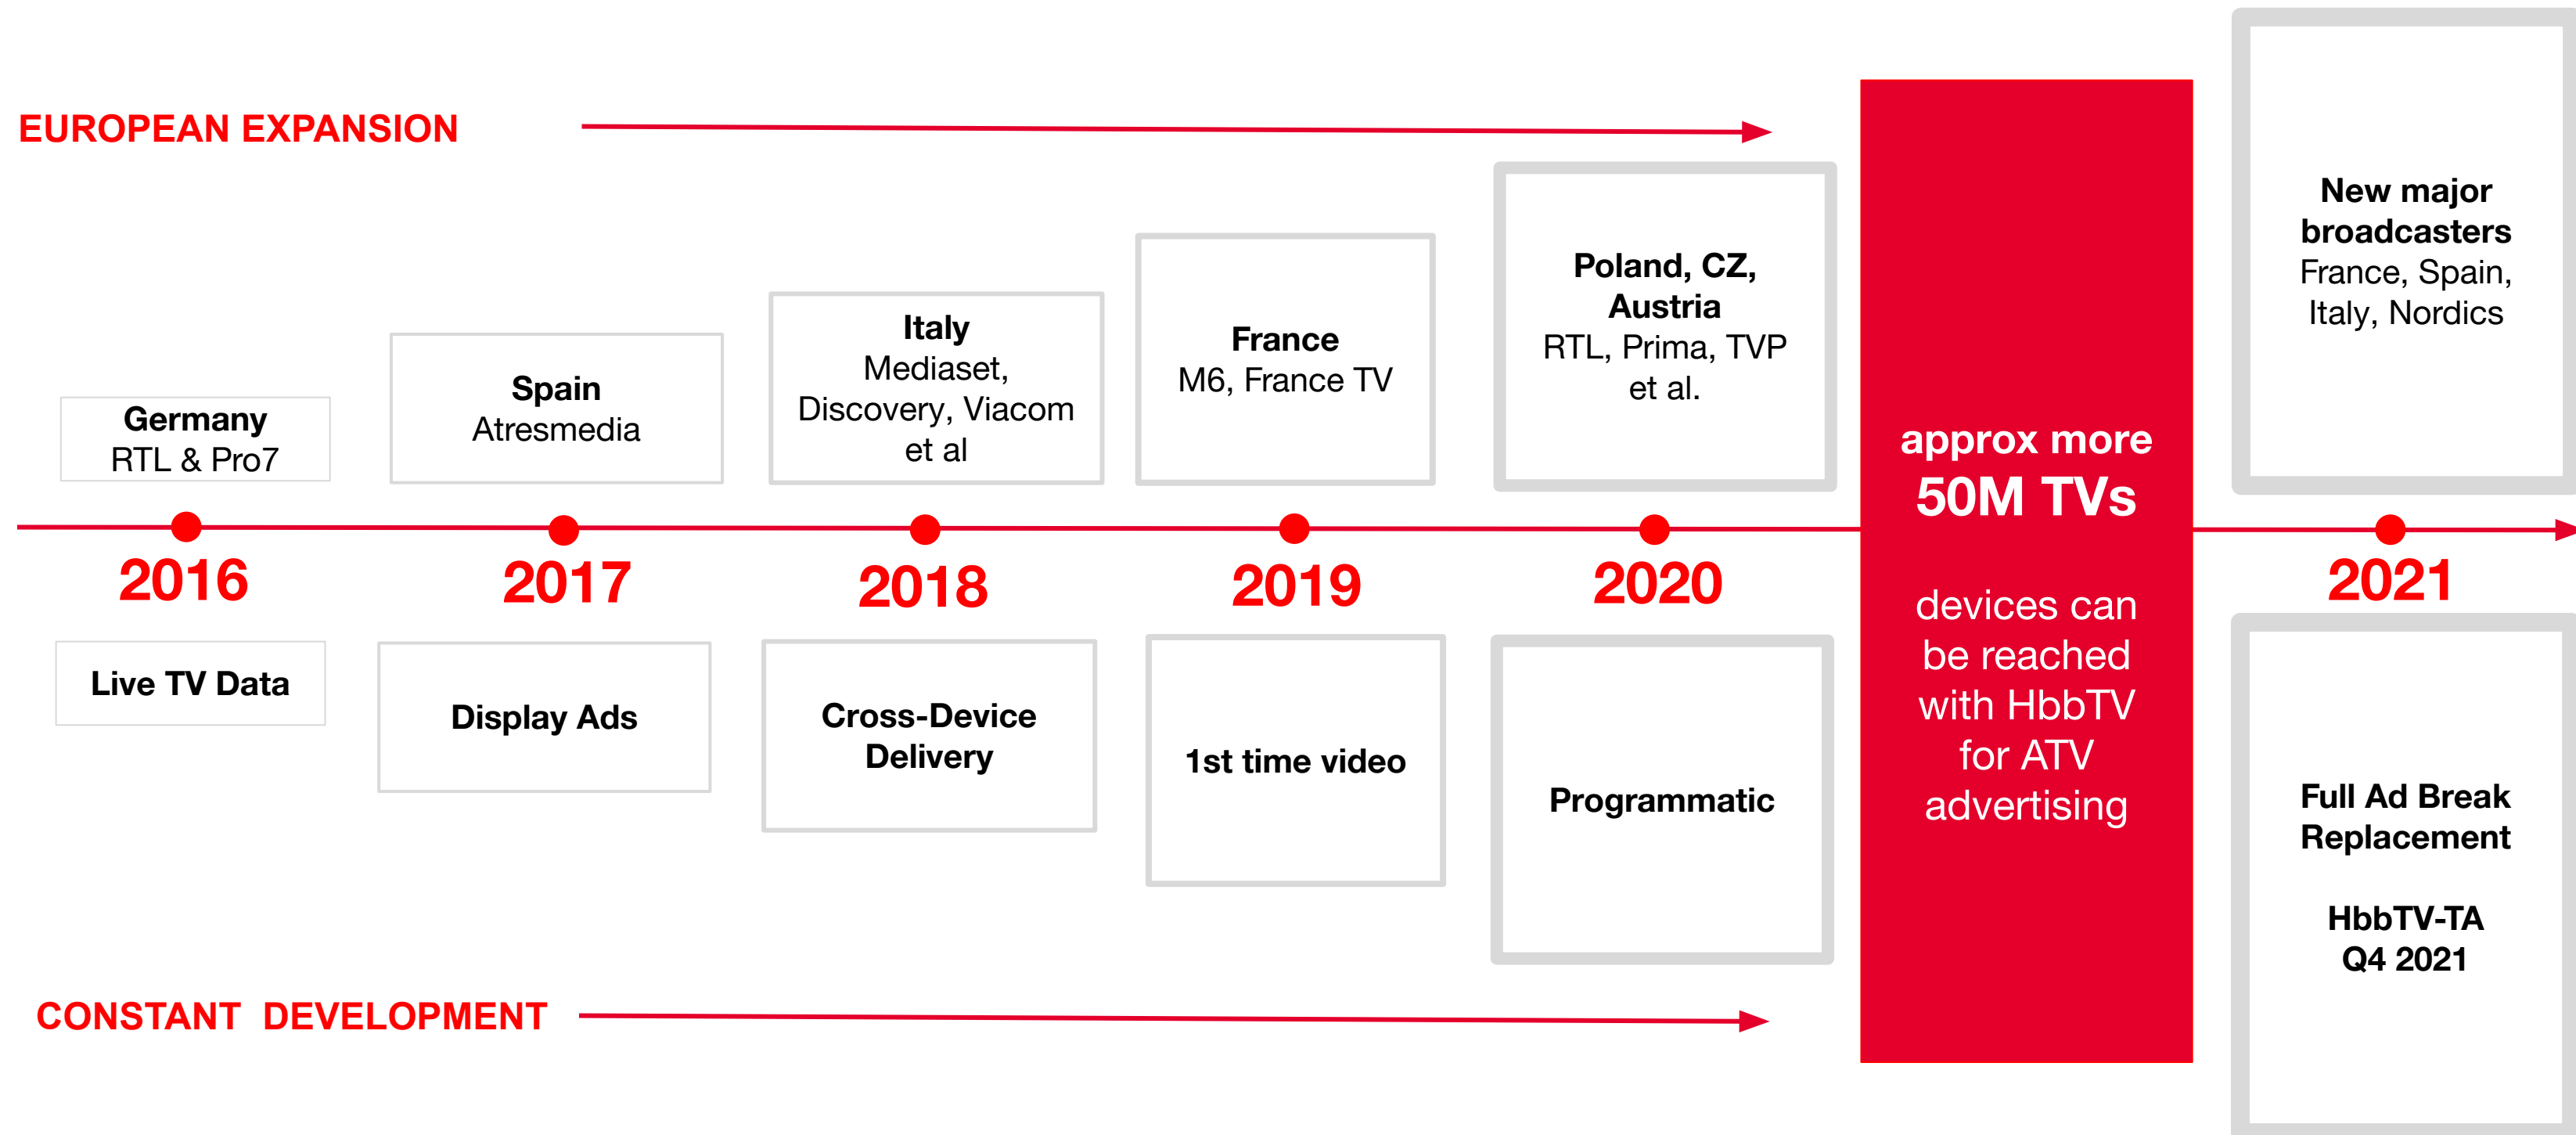 EUROPEAN EXPANSION
Germany
RTL & Pro7
Spain
Atresmedia
Italy
Mediaset,
Discovery, Viacom
et al
France
M6, France TV
Poland, CZ,
Austria
RTL, Prima, TVP
et al.
approx more
50M TVs
devices can
be reached
with HbbTV
for ATV
advertising
New major
broadcasters
France, Spain,
Italy, Nordics
2016
2017
2018
2019
2020
2021
Live TV Data
Display Ads
Cross-Device
Delivery
1st time video
Programmatic
Full Ad Break
Replacement
HbbTV-TA
Q4 2021
CONSTANT DEVELOPMENT